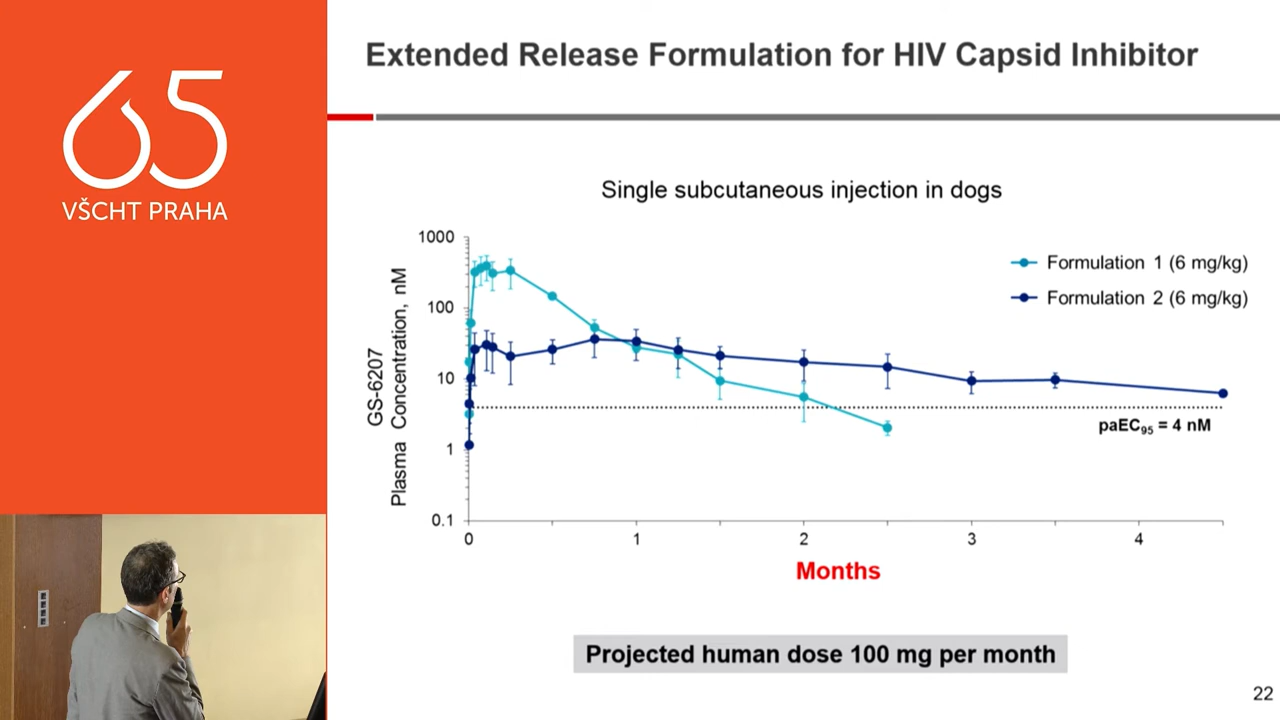 65
VŠCHT PRAHA
Extended Release Formulation for HIV Capsid Inhibitor
Single subcutaneous injection in dogs
GS-6207
Plasma Concentration, nM
1000
100
10
1
0.1
Formulation 1 (6 mg/kg)
Formulation 2 (6 mg/kg)
paEC95 = 4 nM
0 1 2 3 4
Months
Projected human dose 100 mg per month
22